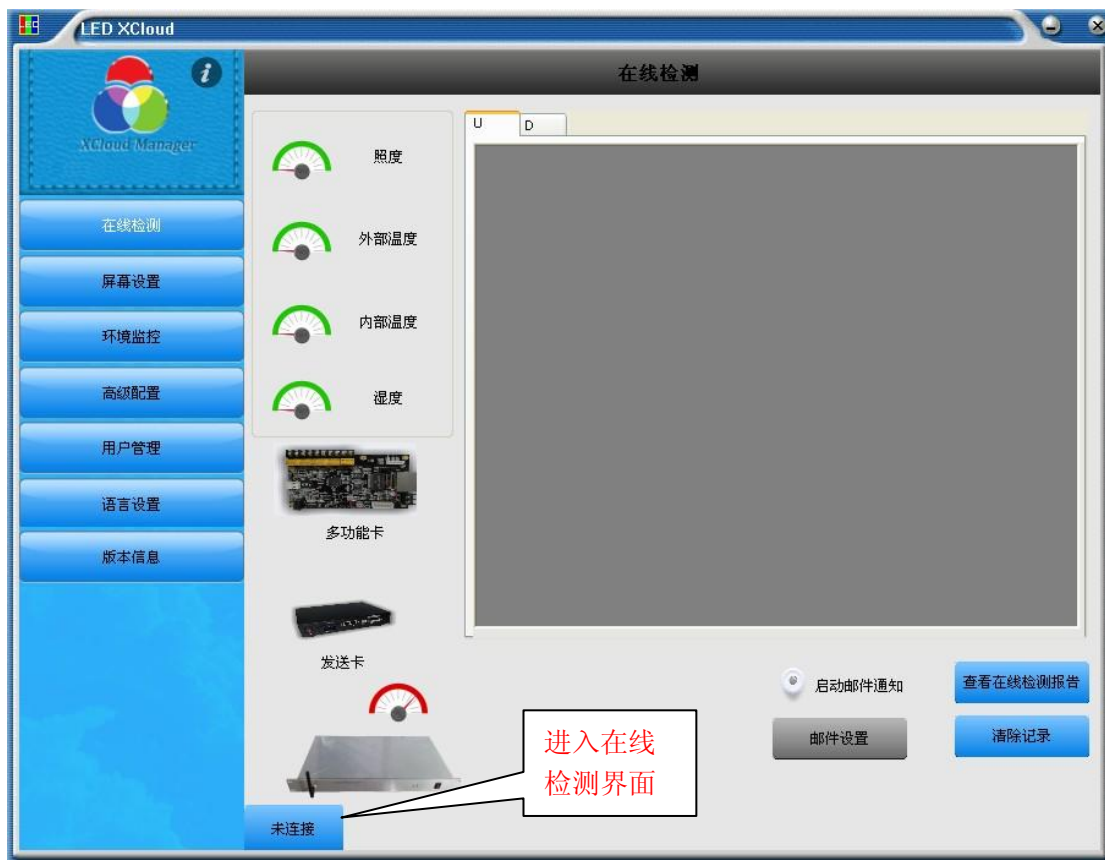 LED XCloud
i
XCloud Manager
在线检测
在线检测
屏幕设置
环境监控
高级配置
用户管理
语言设置
版本信息
照度
外部温度
内部温度
湿度
多功能卡
发送卡
未连接
U
D
进入在线
检测界面
启动邮件通知
查看在线检测报告
邮件设置
清除记录